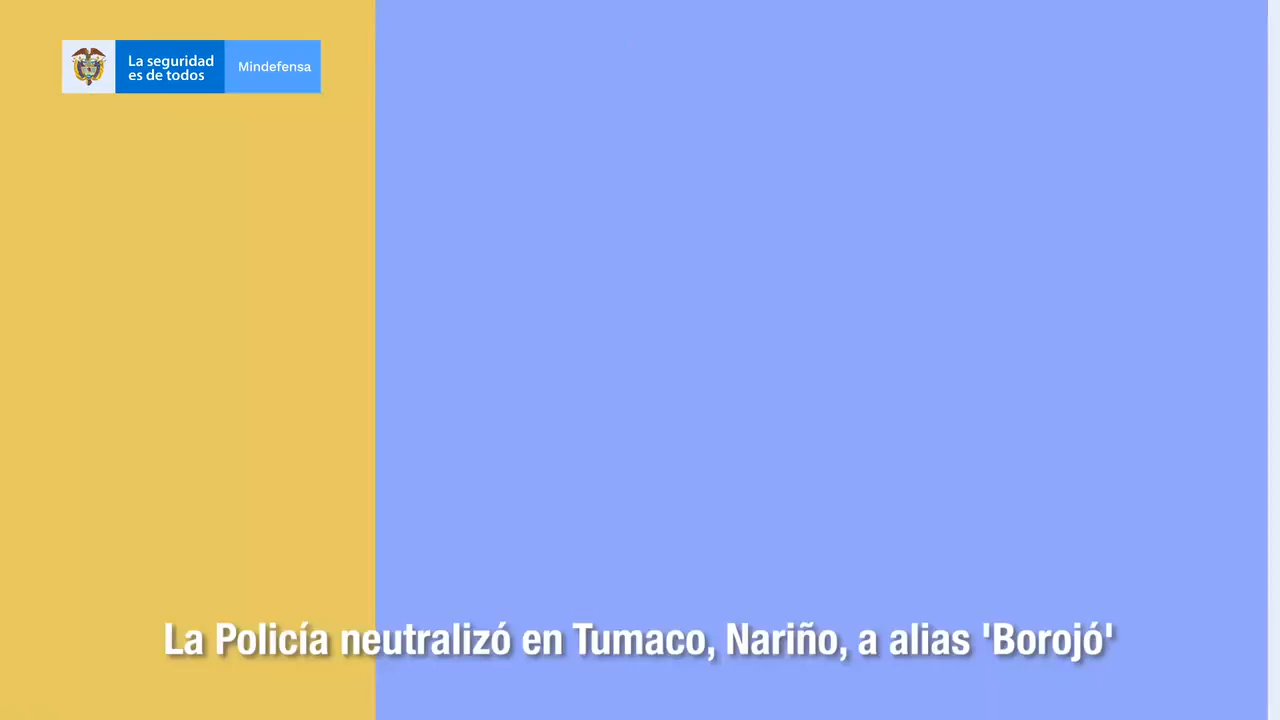 La seguridad
es de todos
Mindefensa
La Policía neutralizó en Tumaco, Nariño, a alias 'Borojó'